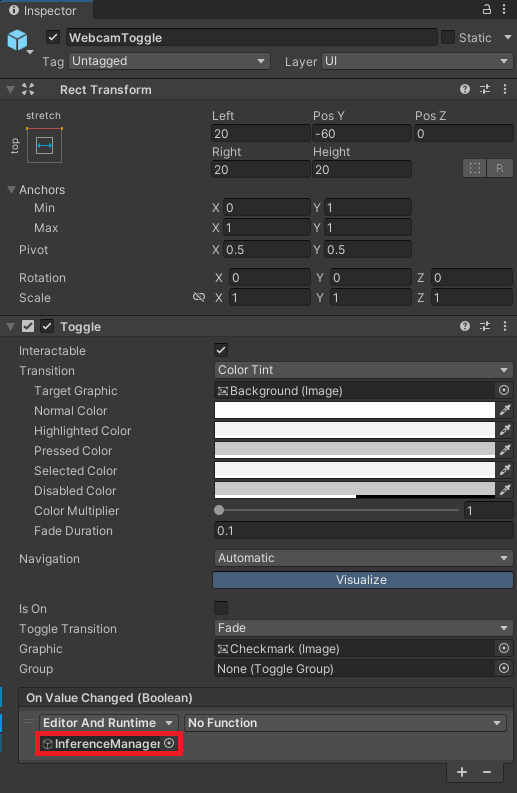 Inspector
WebcamToggle Static
Tag Untagged Layer UI
Rect Transform
stretch Left Pos Y Pos Z
top 20 -60 0
Right Height
20 20 R
Anchors
Min X 0 Y 1
Max X 1 Y 1
Pivot X 0.5 Y 0.5
Rotation X 0 Y 0 Z 0
Scale X 1 Y 1 Z 1
Toggle
Interactable
Transition Color Tint
Target Graphic Background (Image)
Normal Color
Highlighted Color
Pressed Color
Selected Color
Disabled Color
Color Multiplier 1
Fade Duration 0.1
Navigation Automatic
Visualize
Is On
Toggle Transition Fade
Graphic Checkmark (Image)
Group None (Toggle Group)
On Value Changed (Boolean)
Editor And Runtime No Function
InferenceManager